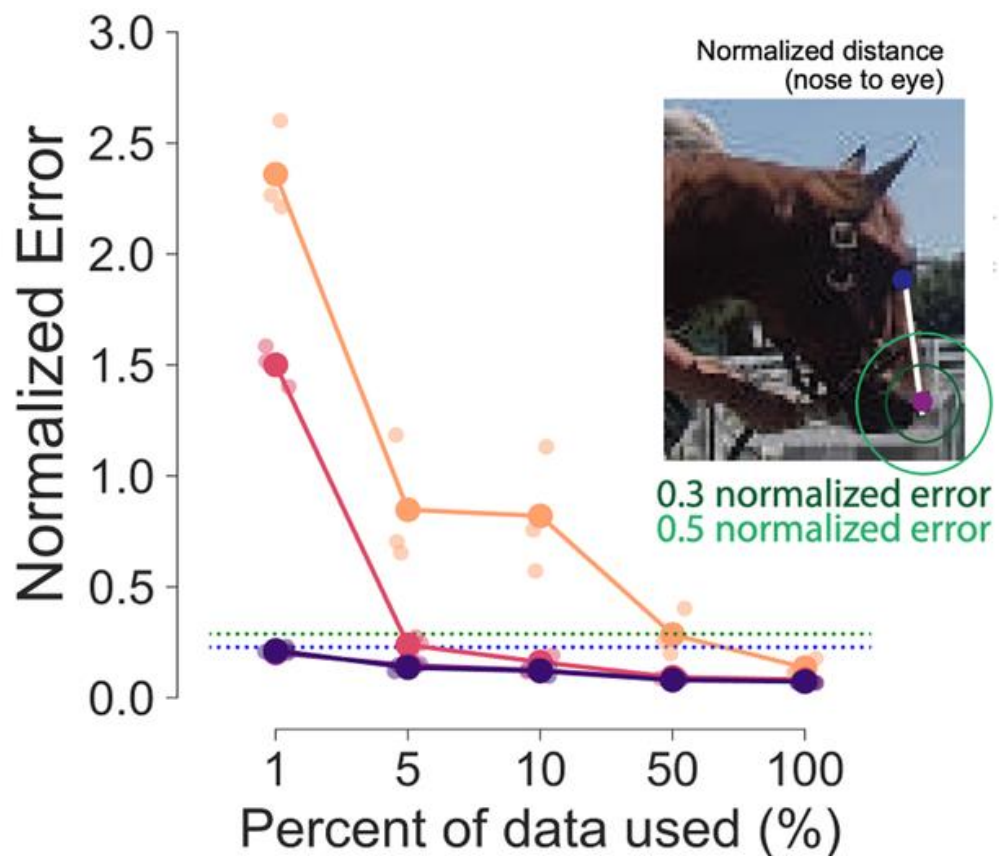 3.0
2.5
2.0
1.5
1.0
0.5
0.0
Normalized Error
1 5 10 50 100
Percent of data used (%)
Normalized distance
(nose to eye)
0.3 normalized error
0.5 normalized error